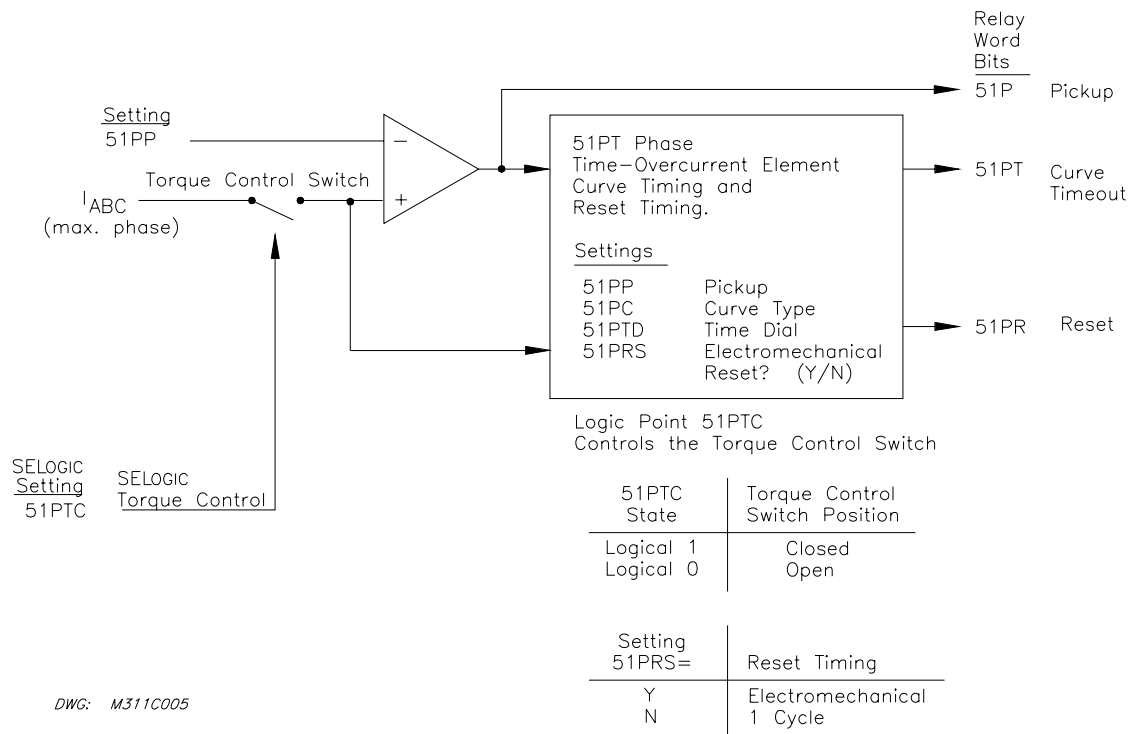 Relay
Word
Bits
51P Pickup
Setting
51PP
−
51PT Phase
Time-Overcurrent Element
Curve Timing and
Reset Timing.
51PT Curve
Timeout
Torque Control Switch
IABC
(max. phase)
+
Settings
51PP Pickup
51PC Curve Type
51PTD Time Dial
51PRS Electromechanical
Reset? (Y/N)
51PR Reset
Logic Point 51PTC
Controls the Torque Control Switch
SELOGIC
Setting
51PTC
SELOGIC
Torque Control
51PTC Torque Control
State Switch Position
Logical 1 Closed
Logical 0 Open
Setting
51PRS= Reset Timing
Y Electromechanical
N 1 Cycle
DWG: M311C005